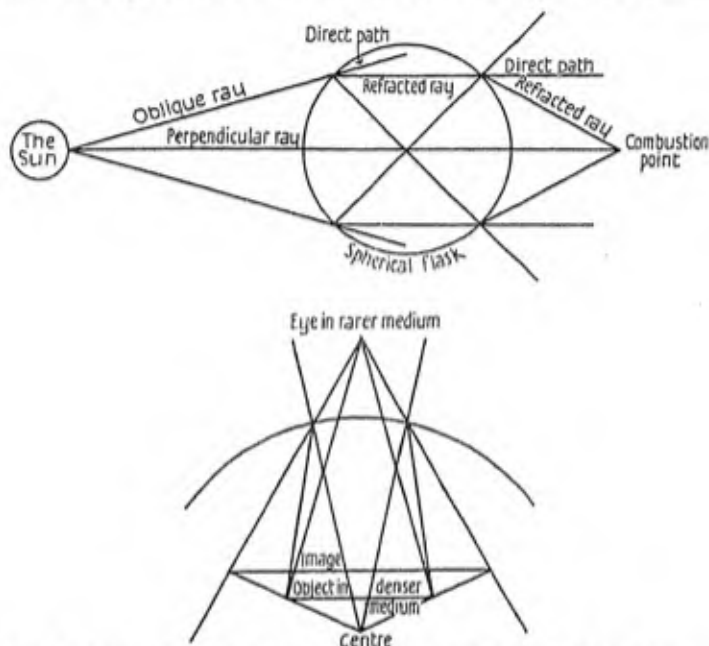 Direct path
Oblique ray
Refracted ray
Direct path
Refracted ray
The
Sun
Perpendicular ray
Combustion
point
Spherical flask
Eye in rarer medium
Image
Object in denser
medium
Centre